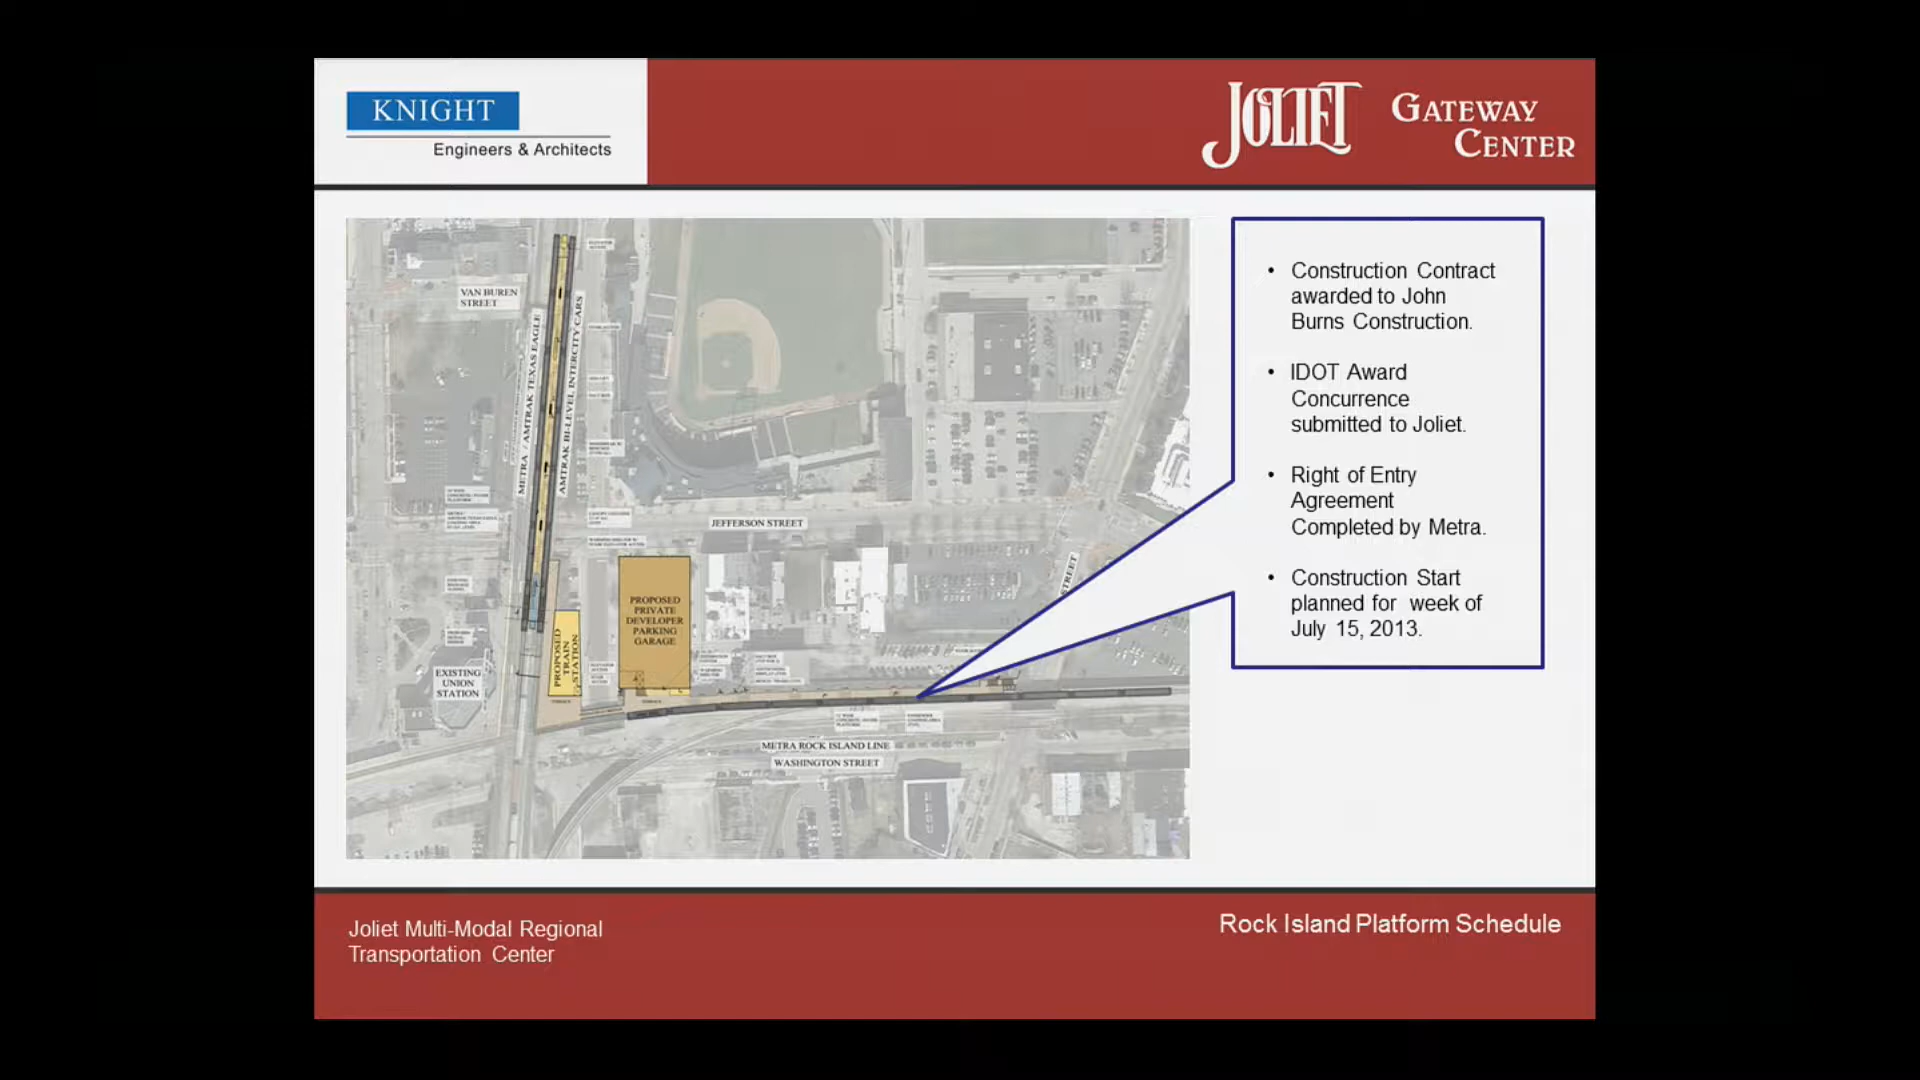 KNIGHT
Engineers & Architects
JOLIET
GATEWAY
CENTER
VAN BUREN
STREET
METRA / AMTRAK TEXAS EAGLE
AMTRAK BI-LEVEL INTERCITY CARS
JEFFERSON STREET
STREET
PROPOSED
PRIVATE
DEVELOPER
PARKING
GARAGE
PROPOSED
TRAIN
STATION
EXISTING
UNION
STATION
METRA ROCK ISLAND LINE
WASHINGTON STREET
• Construction Contract
awarded to John
Burns Construction.
• IDOT Award
Concurrence
submitted to Joliet.
• Right of Entry
Agreement
Completed by Metra.
• Construction Start
planned for week of
July 15, 2013.
Joliet Multi-Modal Regional
Transportation Center
Rock Island Platform Schedule